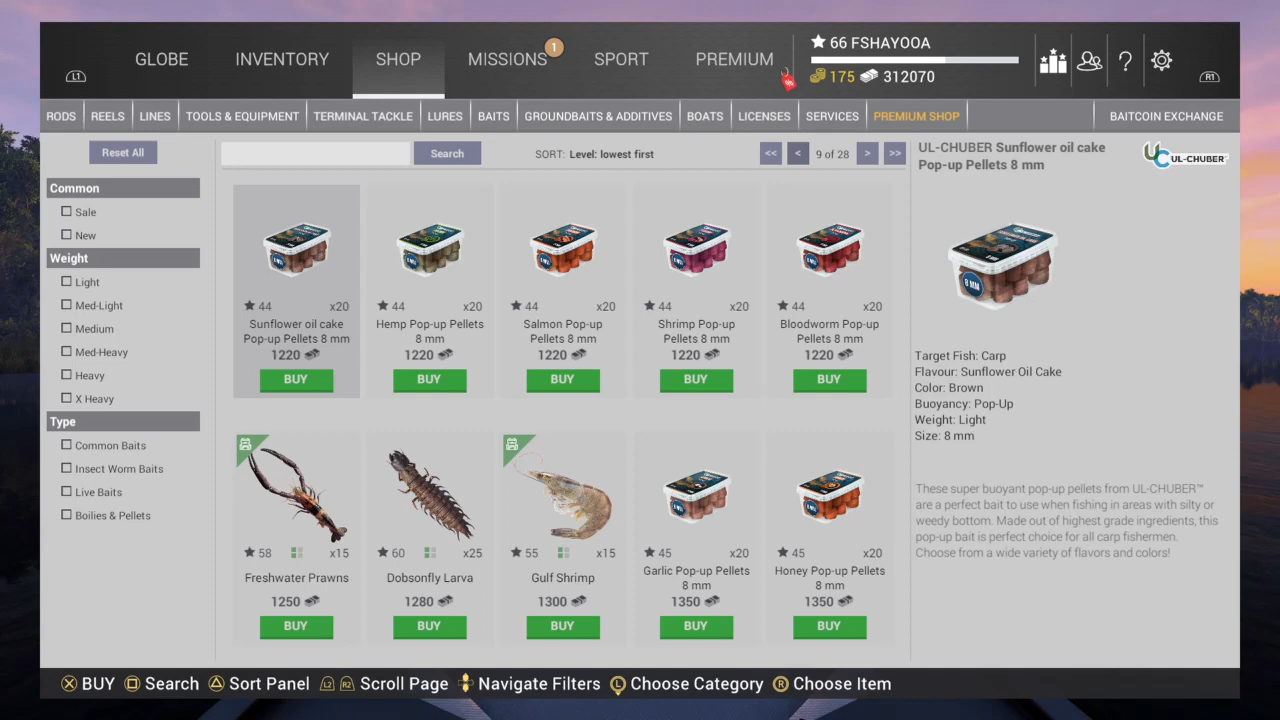 GLOBE
INVENTORY
SHOP
MISSIONS
1
SPORT
PREMIUM
%
66 FSHAYOOA
175 312070
?
L1
R1
RODS
REELS
LINES
TOOLS & EQUIPMENT
TERMINAL TACKLE
LURES
BAITS
GROUNDBAITS & ADDITIVES
BOATS
LICENSES
SERVICES
PREMIUM SHOP
BAITCOIN EXCHANGE
Reset All
Search
SORT: Level: lowest first
<<
<
9 of 28
>
>>
Common
Sale
New
Weight
Light
Med-Light
Medium
Med-Heavy
Heavy
X Heavy
Type
Common Baits
Insect Worm Baits
Live Baits
Boilies & Pellets
44 x20
Sunflower oil cake
Pop-up Pellets 8 mm
1220
BUY
44 x20
Hemp Pop-up Pellets
8 mm
1220
BUY
44 x20
Salmon Pop-up
Pellets 8 mm
1220
BUY
44 x20
Shrimp Pop-up
Pellets 8 mm
1220
BUY
44 x20
Bloodworm Pop-up
Pellets 8 mm
1220
BUY
58 x15
Freshwater Prawns
1250
BUY
60 x25
Dobsonfly Larva
1280
BUY
55 x15
Gulf Shrimp
1300
BUY
45 x20
Garlic Pop-up Pellets
8 mm
1350
BUY
45 x20
Honey Pop-up Pellets
8 mm
1350
BUY
UL-CHUBER Sunflower oil cake
Pop-up Pellets 8 mm
UC UL-CHUBER
8 MM
Target Fish: Carp
Flavour: Sunflower Oil Cake
Color: Brown
Buoyancy: Pop-Up
Weight: Light
Size: 8 mm
These super buoyant pop-up pellets from UL-CHUBER™
are a perfect bait to use when fishing in areas with silty or
weedy bottom. Made out of highest grade ingredients, this
pop-up bait is perfect choice for all carp fishermen.
Choose from a wide variety of flavors and colors!
BUY
Search
Sort Panel
L2 R2 Scroll Page
Navigate Filters
L Choose Category
R Choose Item